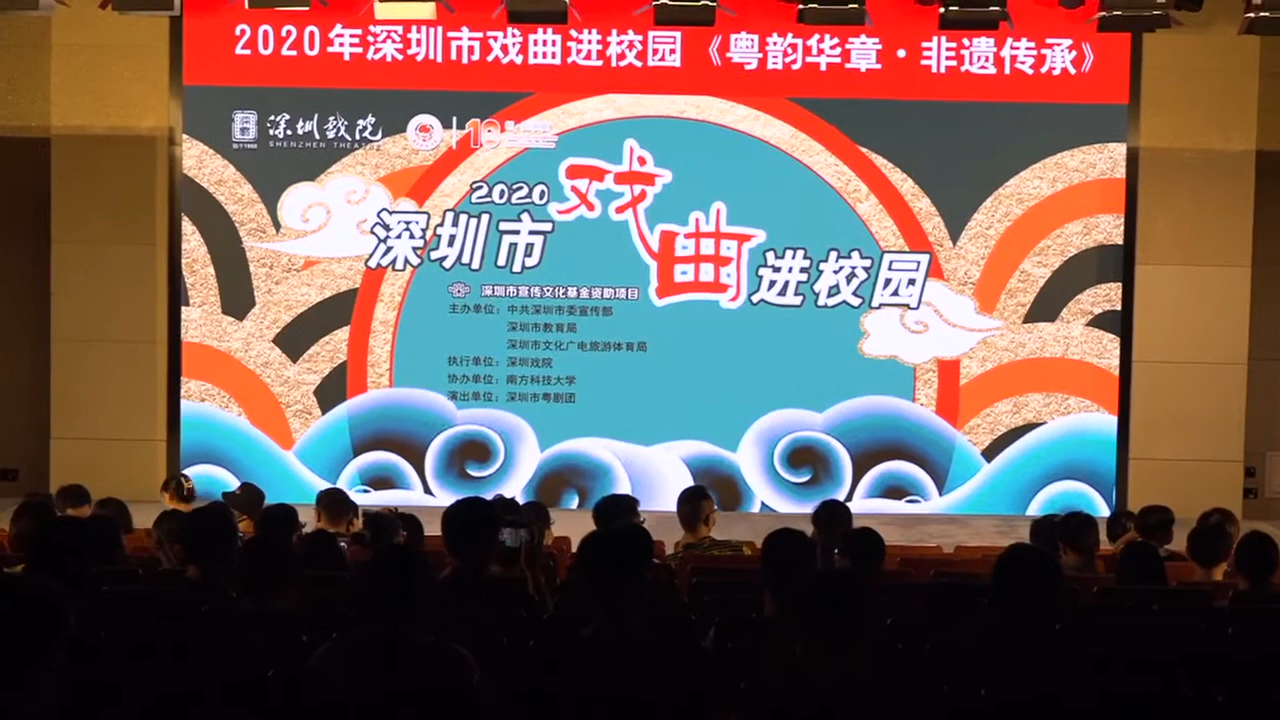 2020年深圳市戏曲进校园《粤韵华章·非遗传承》
深圳戏院
SHENZHEN THEATRE
10
2020
深圳市戏曲进校园
深圳市宣传文化基金资助项目
主办单位：中共深圳市委宣传部
深圳市教育局
深圳市文化广电旅游体育局
执行单位：深圳戏院
协办单位：南方科技大学
演出单位：深圳市粤剧团